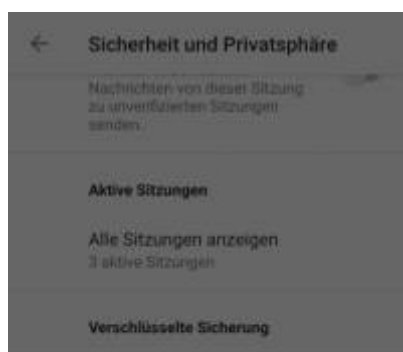 Sicherheit und Privatsphäre
Nachrichten von dieser Sitzung
zu unverifizierten Sitzungen
senden.
Aktive Sitzungen
Alle Sitzungen anzeigen
3 aktive Sitzungen
Verschlüsselte Sicherung